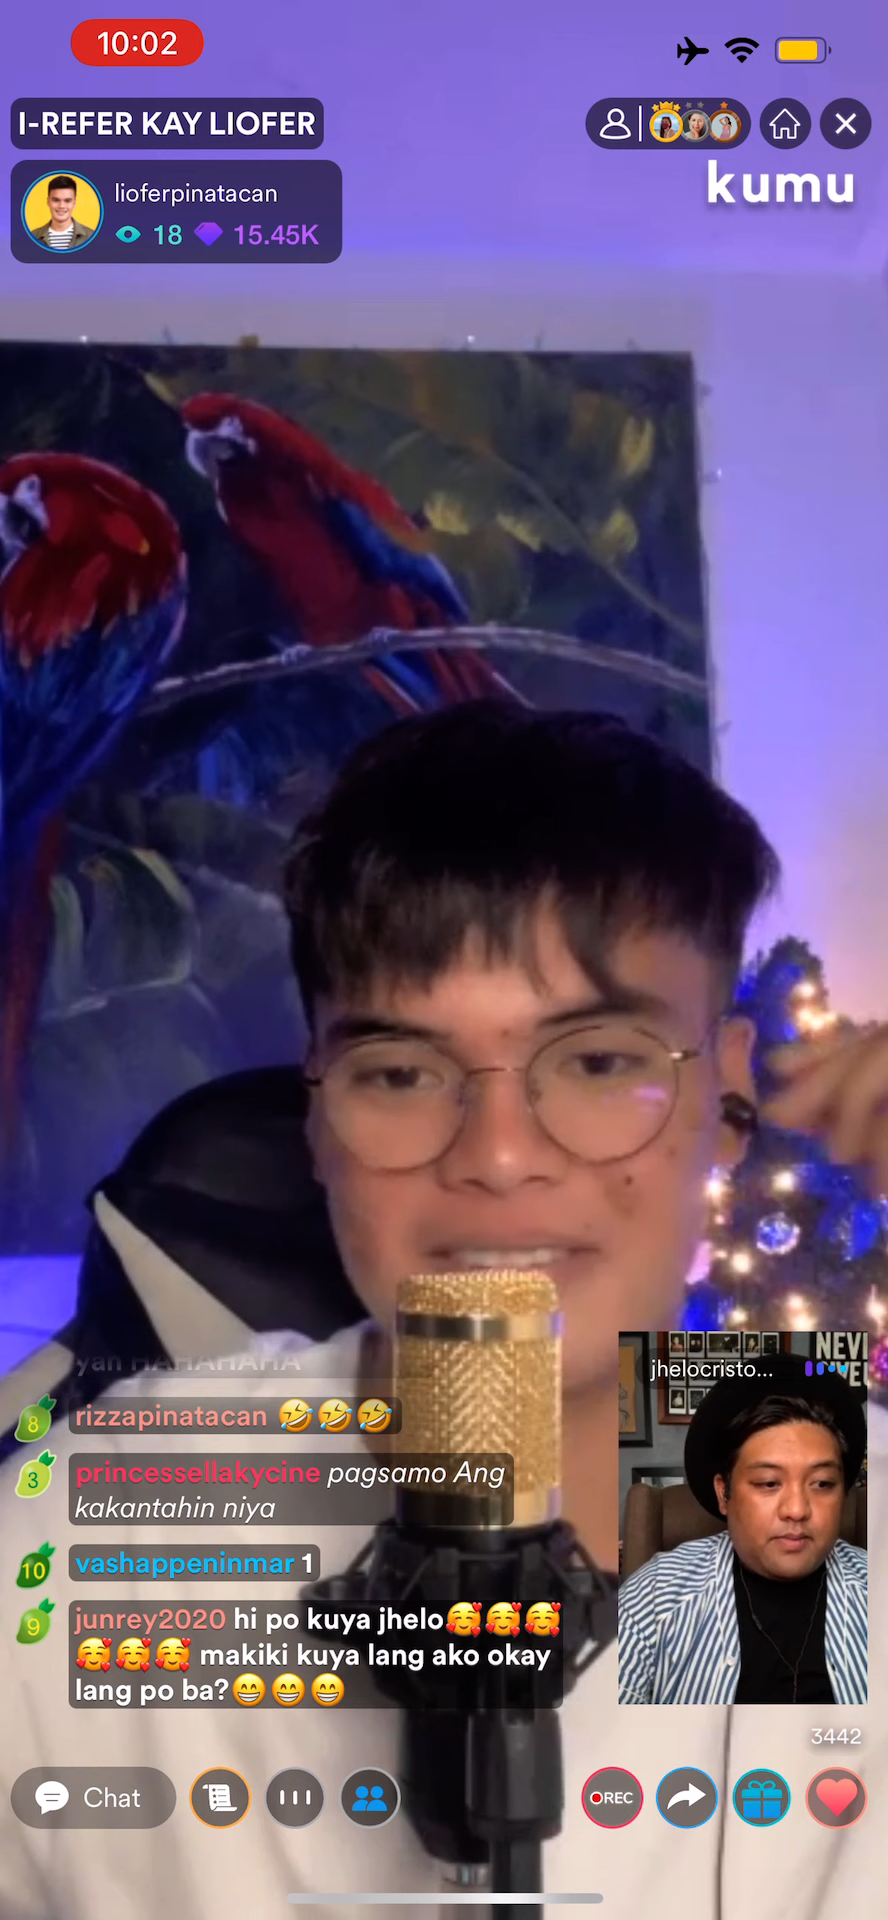 10:02
I-REFER KAY LIOFER
lioferpinatacan
18 15.45K
kumu
yan HAHAHAHA
8 rizzapinatacan 🤣🤣🤣
3 princessellakycine pagsamo Ang
kakantahin niya
10 vashappeninmar 1
9 junrey2020 hi po kuya jhelo🥰🥰🥰
🥰🥰🥰 makiki kuya lang ako okay
lang po ba?😁😁😁
jhelocristo...
3442
Chat
REC